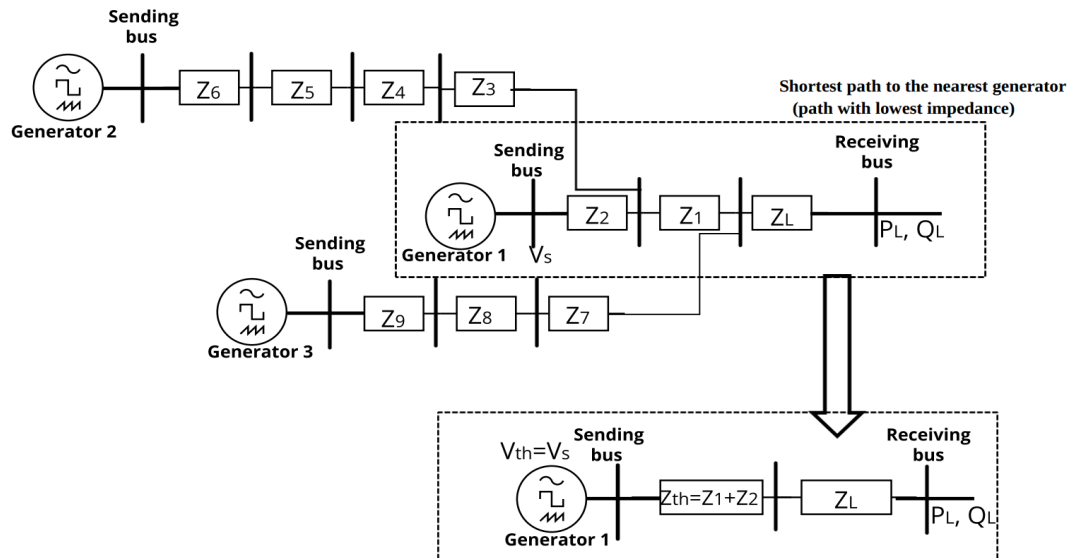 Sending
bus
Z6
Z5
Z4
Z3
Generator 2
Shortest path to the nearest generator
(path with lowest impedance)
Sending
bus
Receiving
bus
Z2
Z1
ZL
PL, QL
Generator 1
Vs
Sending
bus
Z9
Z8
Z7
Generator 3
Vth=Vs
Sending
bus
Receiving
bus
Zth=Z1+Z2
ZL
PL, QL
Generator 1